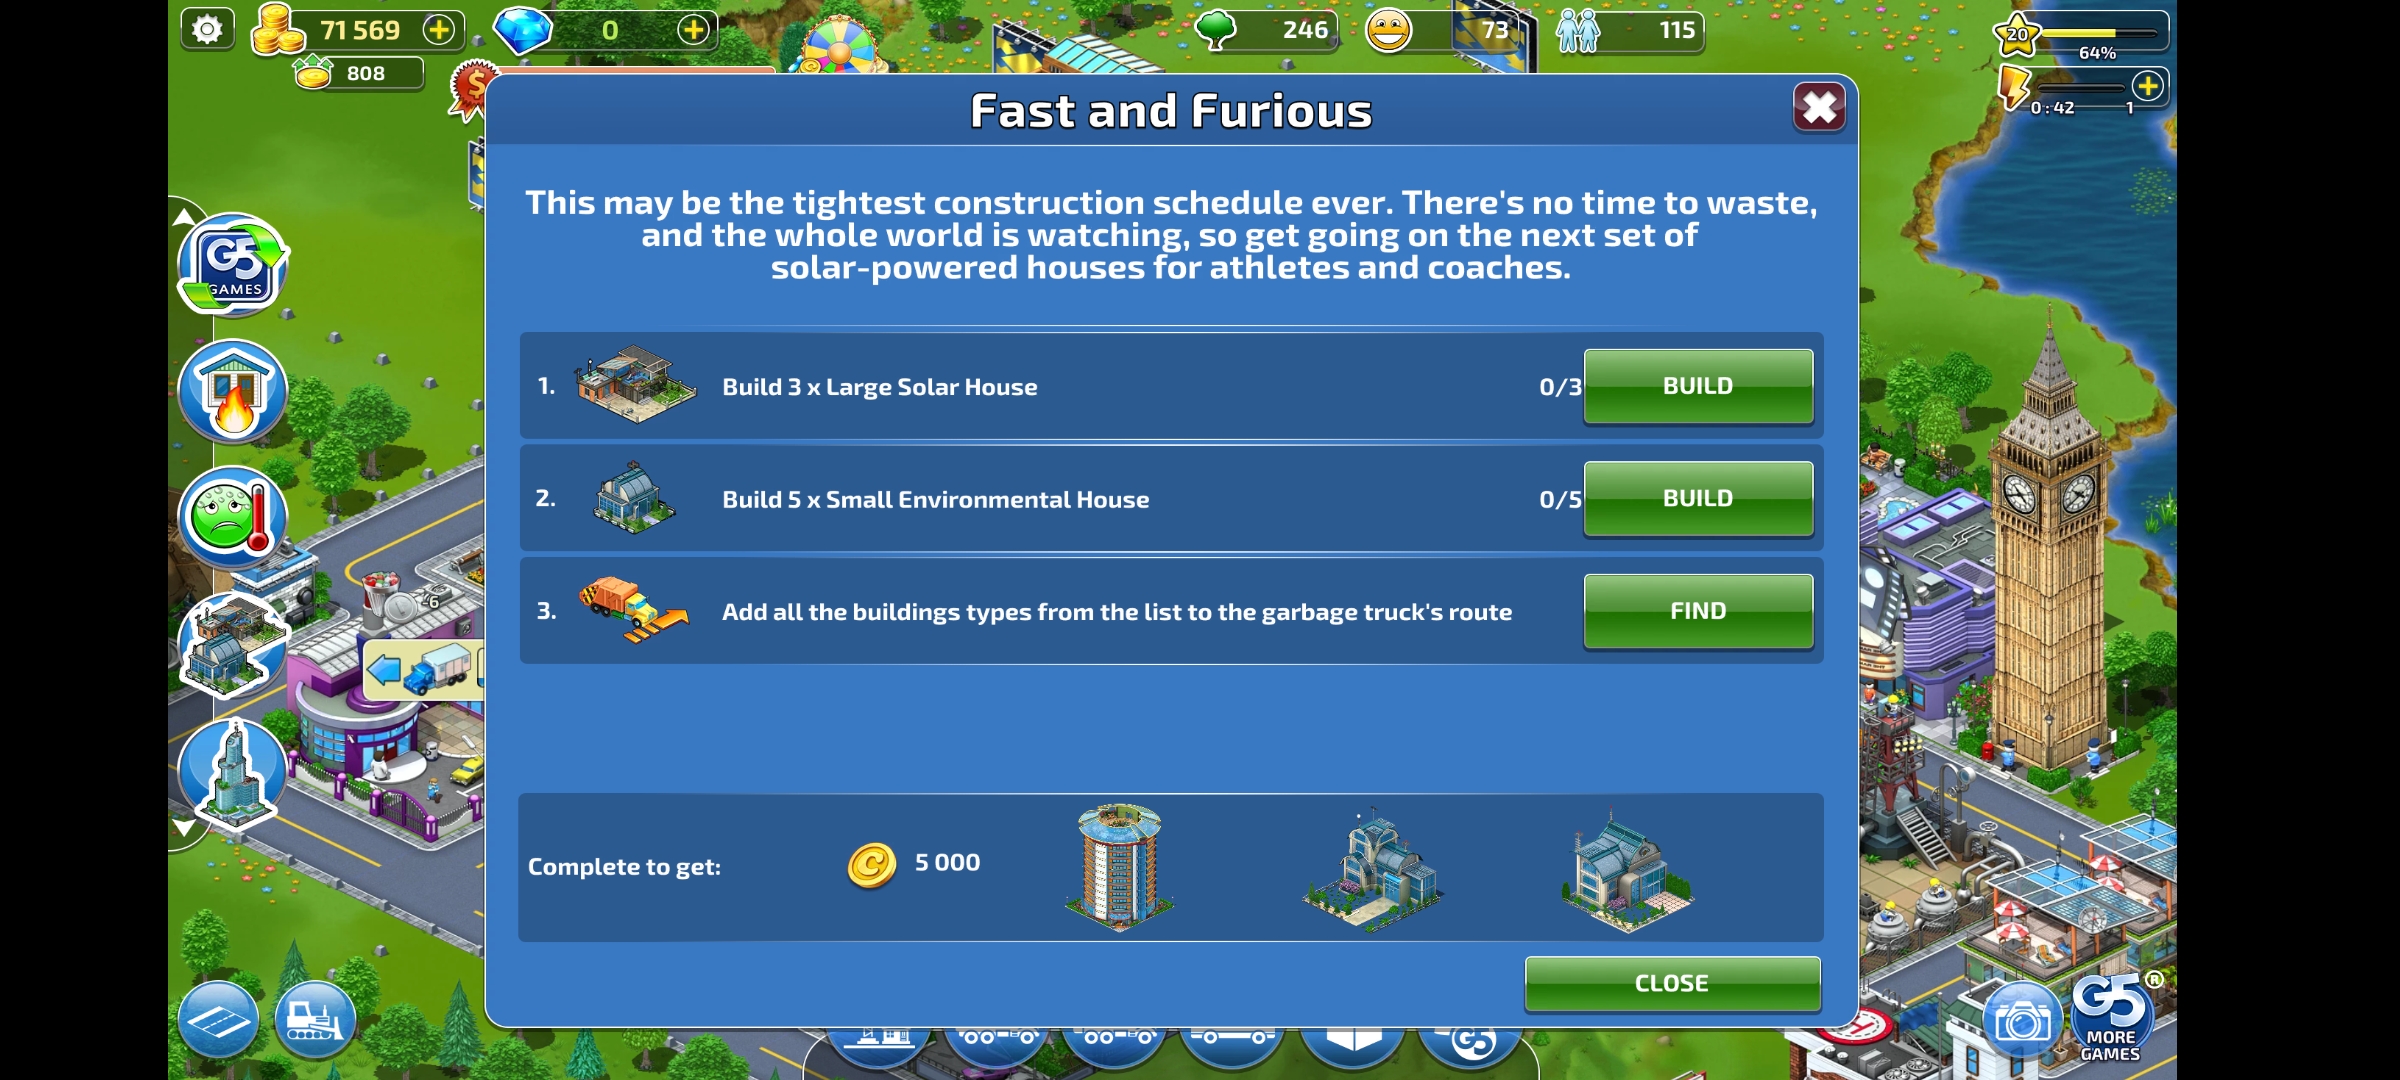 71 569
0
246
73
115
20
64%
808
0:42
1
Fast and Furious
This may be the tightest construction schedule ever. There's no time to waste,
and the whole world is watching, so get going on the next set of
solar-powered houses for athletes and coaches.
G5
GAMES
1.
Build 3 x Large Solar House
0/3
BUILD
2.
Build 5 x Small Environmental House
0/5
BUILD
-6
3.
Add all the buildings types from the list to the garbage truck's route
FIND
Complete to get:
5 000
CLOSE
G5
G5®
MORE
GAMES